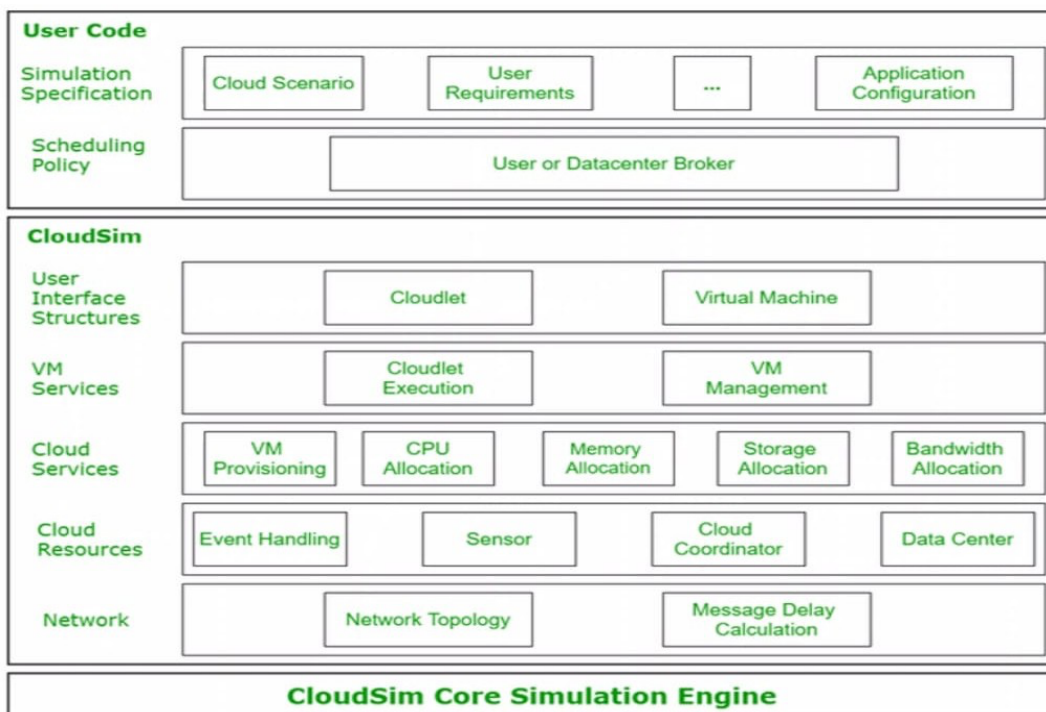 User Code
Simulation
Specification
Cloud Scenario
User
Requirements
...
Application
Configuration
Scheduling
Policy
User or Datacenter Broker
CloudSim
User
Interface
Structures
Cloudlet
Virtual Machine
VM
Services
Cloudlet
Execution
VM
Management
Cloud
Services
VM
Provisioning
CPU
Allocation
Memory
Allocation
Storage
Allocation
Bandwidth
Allocation
Cloud
Resources
Event Handling
Sensor
Cloud
Coordinator
Data Center
Network
Network Topology
Message Delay
Calculation
CloudSim Core Simulation Engine